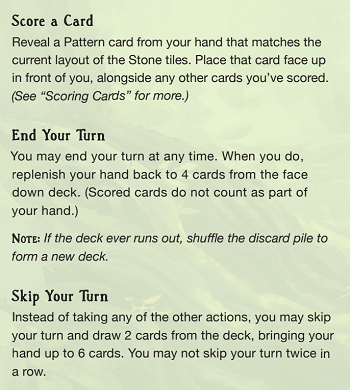 Score a Card
Reveal a Pattern card from your hand that matches the
current layout of the Stone tiles. Place that card face up
in front of you, alongside any other cards you’ve scored.
(See “Scoring Cards” for more.)
End Your Turn
You may end your turn at any time. When you do,
replenish your hand back to 4 cards from the face
down deck. (Scored cards do not count as part of
your hand.)
Note: If the deck ever runs out, shuffle the discard pile to
form a new deck.
Skip Your Turn
Instead of taking any of the other actions, you may skip
your turn and draw 2 cards from the deck, bringing your
hand up to 6 cards. You may not skip your turn twice in
a row.